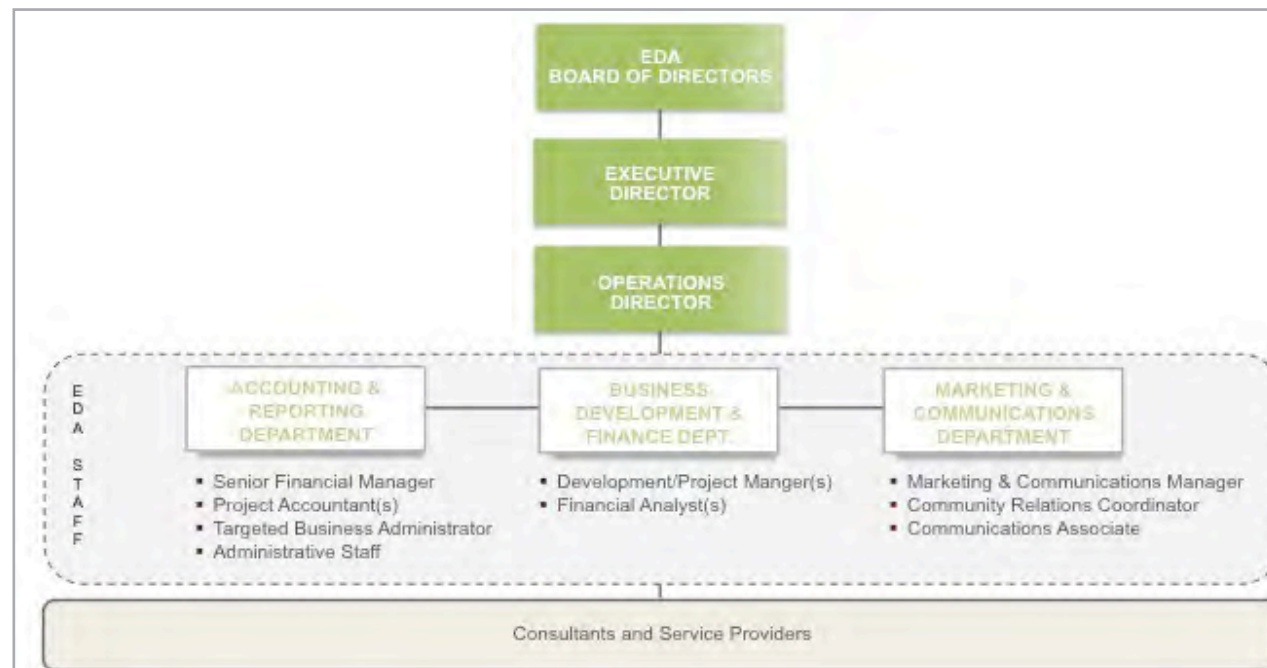 EDA
BOARD OF DIRECTORS
EXECUTIVE
DIRECTOR
OPERATIONS
DIRECTOR
EDA STAFF
ACCOUNTING &
REPORTING
DEPARTMENT
▪ Senior Financial Manager
▪ Project Accountant(s)
▪ Targeted Business Administrator
▪ Administrative Staff
BUSINESS
DEVELOPMENT &
FINANCE DEPT.
▪ Development/Project Manger(s)
▪ Financial Analyst(s)
MARKETING &
COMMUNICATIONS
DEPARTMENT
▪ Marketing & Communications Manager
▪ Community Relations Coordinator
▪ Communications Associate
Consultants and Service Providers